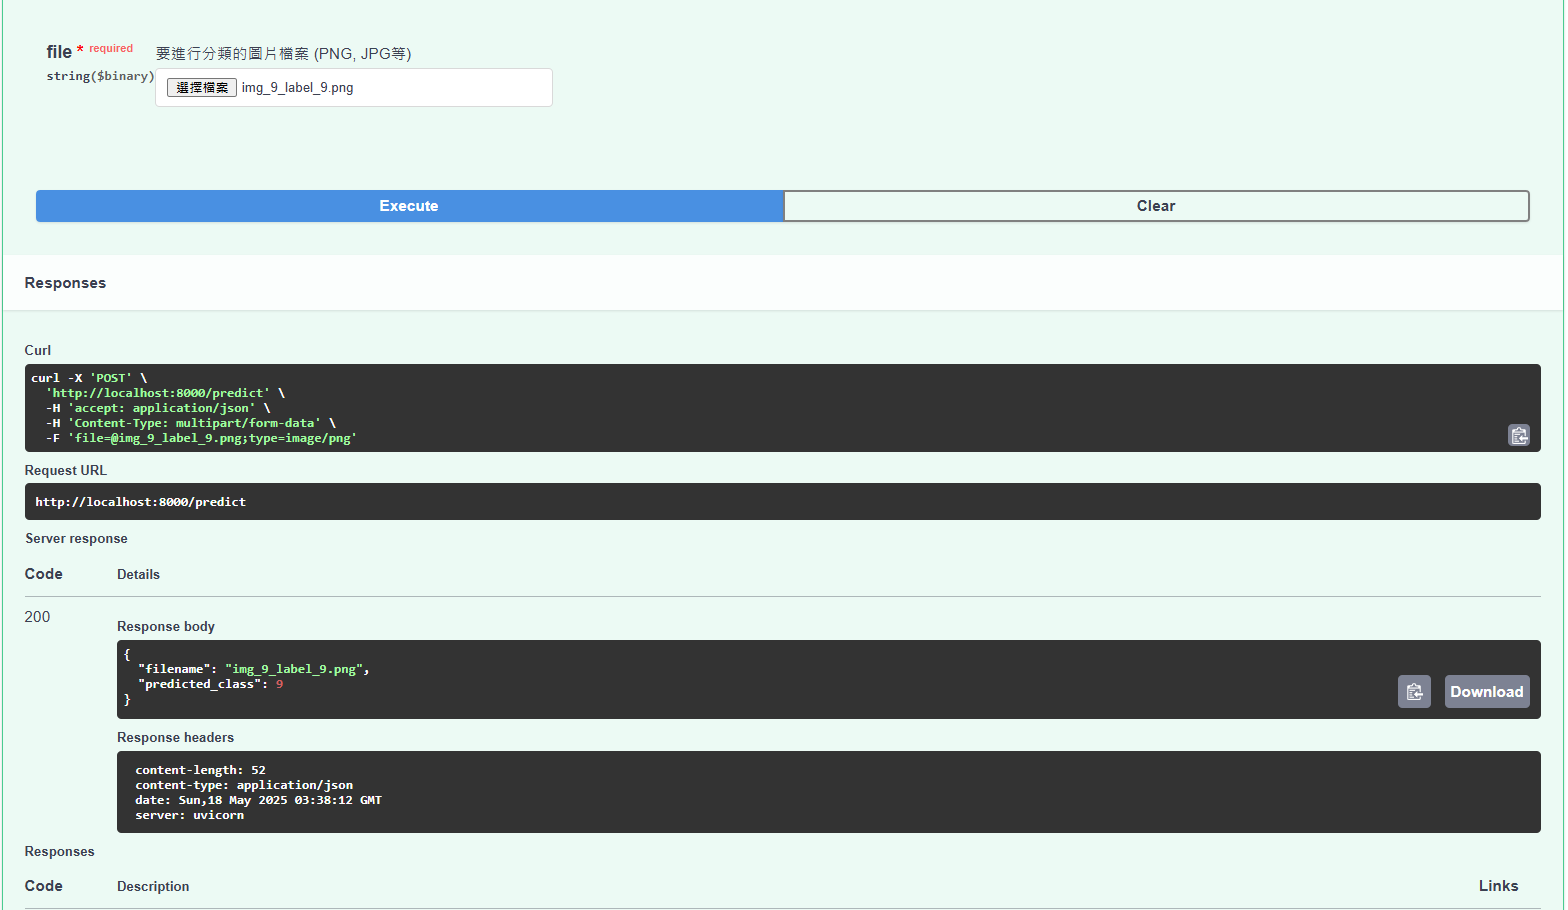 file * required
要進行分類的圖片檔案 (PNG, JPG等)
string($binary)
選擇檔案 img_9_label_9.png
Execute
Clear
Responses
Curl
curl -X 'POST' \
  'http://localhost:8000/predict' \
  -H 'accept: application/json' \
  -H 'Content-Type: multipart/form-data' \
  -F 'file=@img_9_label_9.png;type=image/png'
Request URL
http://localhost:8000/predict
Server response
Code Details
200
Response body
{
  "filename": "img_9_label_9.png",
  "predicted_class": 9
}
Download
Response headers
content-length: 52
content-type: application/json
date: Sun,18 May 2025 03:38:12 GMT
server: uvicorn
Responses
Code Description Links